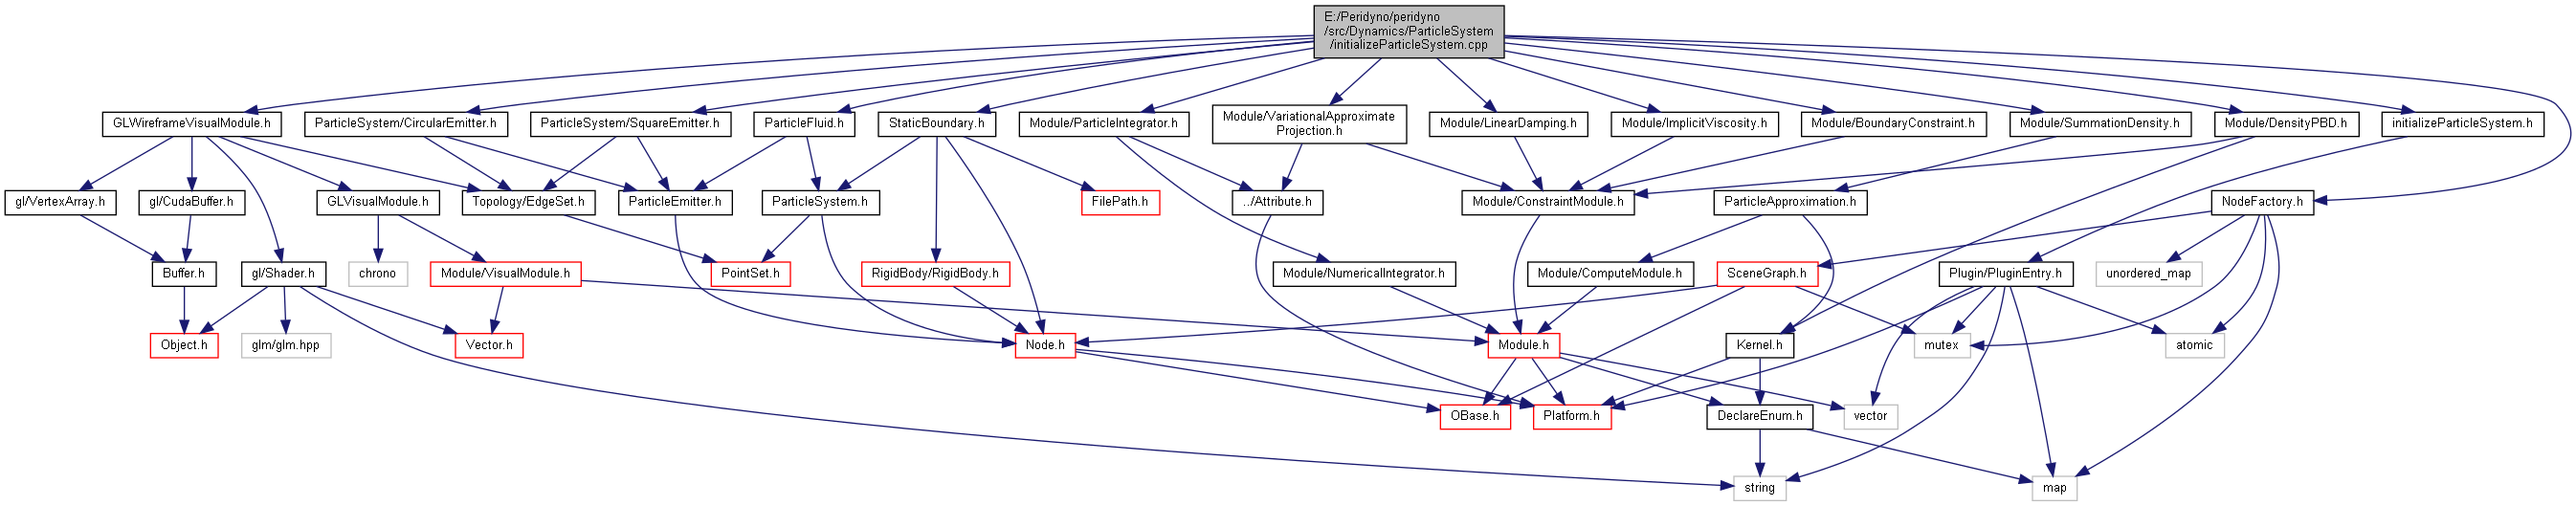 E:/Peridyno/peridyno
/src/Dynamics/ParticleSystem
/initializeParticleSystem.cpp
GLWireframeVisualModule.h
ParticleSystem/CircularEmitter.h
ParticleSystem/SquareEmitter.h
ParticleFluid.h
StaticBoundary.h
Module/ParticleIntegrator.h
Module/VariationalApproximate
Projection.h
Module/LinearDamping.h
Module/ImplicitViscosity.h
Module/BoundaryConstraint.h
Module/SummationDensity.h
Module/DensityPBD.h
initializeParticleSystem.h
gl/VertexArray.h
gl/CudaBuffer.h
GLVisualModule.h
Topology/EdgeSet.h
ParticleEmitter.h
ParticleSystem.h
FilePath.h
../Attribute.h
Module/ConstraintModule.h
ParticleApproximation.h
NodeFactory.h
Buffer.h
gl/Shader.h
chrono
Module/VisualModule.h
PointSet.h
RigidBody/RigidBody.h
Module/NumericalIntegrator.h
Module/ComputeModule.h
SceneGraph.h
Plugin/PluginEntry.h
unordered_map
Object.h
glm/glm.hpp
Vector.h
Node.h
Module.h
Kernel.h
mutex
atomic
OBase.h
Platform.h
DeclareEnum.h
vector
string
map